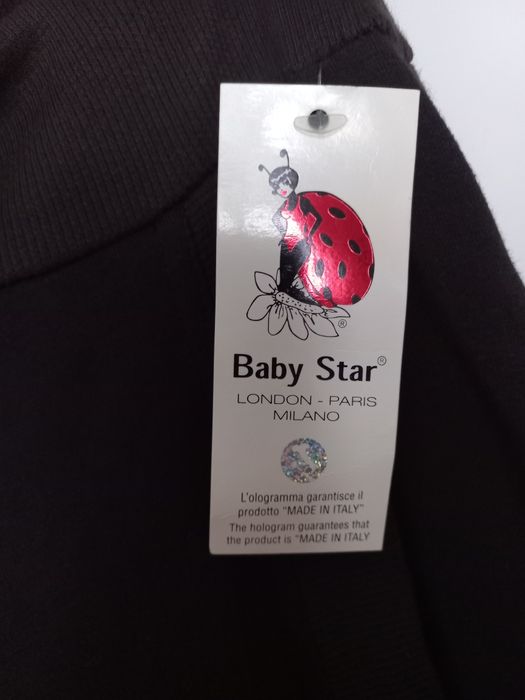 ®
Baby Star®
LONDON - PARIS
MILANO
L'ologramma garantisce il
prodotto "MADE IN ITALY"
The hologram guarantees that
the product is "MADE IN ITALY